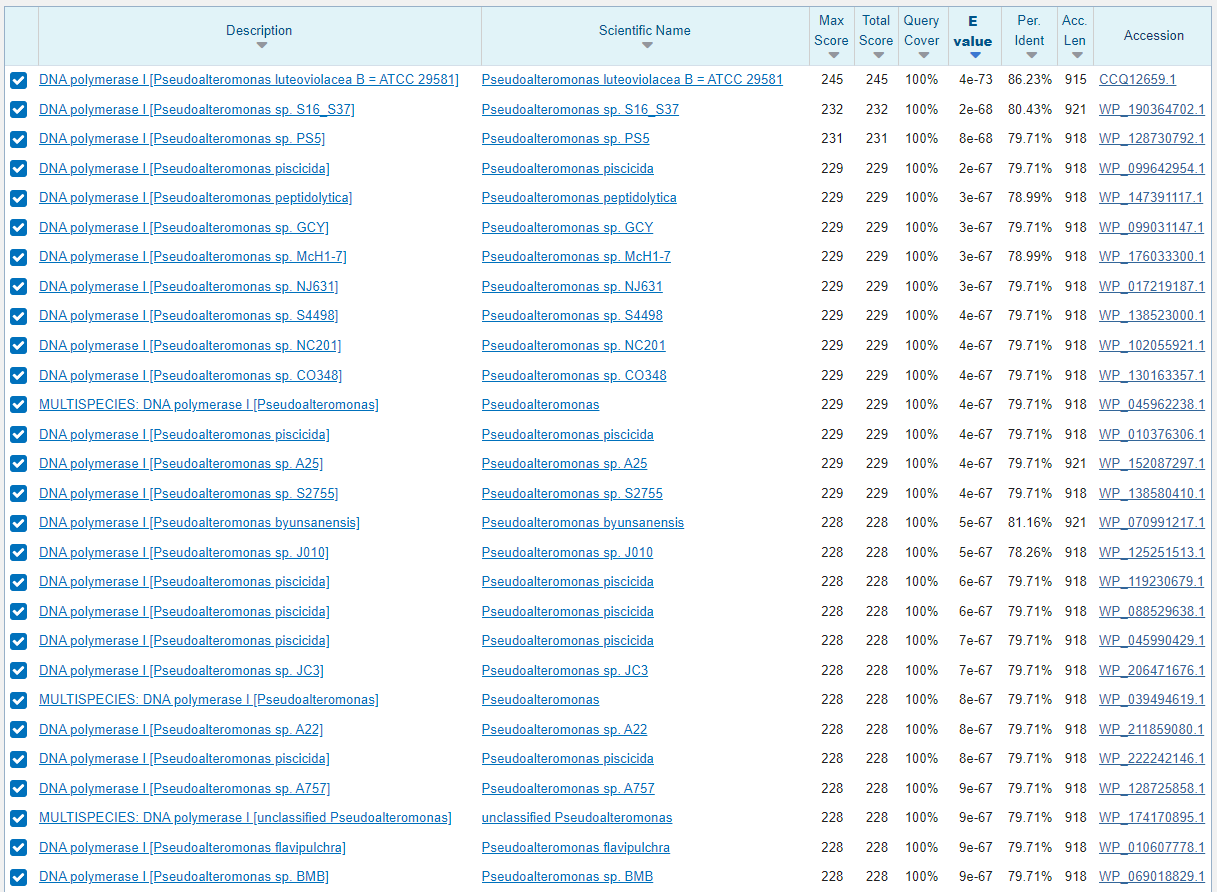 Description Scientific Name Max Score Total Score Query Cover E value Per. Ident Acc. Len Accession
DNA polymerase I [Pseudoalteromonas luteoviolacea B = ATCC 29581] Pseudoalteromonas luteoviolacea B = ATCC 29581 245 245 100% 4e-73 86.23% 915 CCQ12659.1
DNA polymerase I [Pseudoalteromonas sp. S16_S37] Pseudoalteromonas sp. S16_S37 232 232 100% 2e-68 80.43% 921 WP_190364702.1
DNA polymerase I [Pseudoalteromonas sp. PS5] Pseudoalteromonas sp. PS5 231 231 100% 8e-68 79.71% 918 WP_128730792.1
DNA polymerase I [Pseudoalteromonas piscicida] Pseudoalteromonas piscicida 229 229 100% 2e-67 79.71% 918 WP_099642954.1
DNA polymerase I [Pseudoalteromonas peptidolytica] Pseudoalteromonas peptidolytica 229 229 100% 3e-67 78.99% 918 WP_147391117.1
DNA polymerase I [Pseudoalteromonas sp. GCY] Pseudoalteromonas sp. GCY 229 229 100% 3e-67 79.71% 918 WP_099031147.1
DNA polymerase I [Pseudoalteromonas sp. McH1-7] Pseudoalteromonas sp. McH1-7 229 229 100% 3e-67 78.99% 918 WP_176033300.1
DNA polymerase I [Pseudoalteromonas sp. NJ631] Pseudoalteromonas sp. NJ631 229 229 100% 3e-67 79.71% 918 WP_017219187.1
DNA polymerase I [Pseudoalteromonas sp. S4498] Pseudoalteromonas sp. S4498 229 229 100% 4e-67 79.71% 918 WP_138523000.1
DNA polymerase I [Pseudoalteromonas sp. NC201] Pseudoalteromonas sp. NC201 229 229 100% 4e-67 79.71% 918 WP_102055921.1
DNA polymerase I [Pseudoalteromonas sp. CO348] Pseudoalteromonas sp. CO348 229 229 100% 4e-67 79.71% 918 WP_130163357.1
MULTISPECIES: DNA polymerase I [Pseudoalteromonas] Pseudoalteromonas 229 229 100% 4e-67 79.71% 918 WP_045962238.1
DNA polymerase I [Pseudoalteromonas piscicida] Pseudoalteromonas piscicida 229 229 100% 4e-67 79.71% 918 WP_010376306.1
DNA polymerase I [Pseudoalteromonas sp. A25] Pseudoalteromonas sp. A25 229 229 100% 4e-67 79.71% 921 WP_152087297.1
DNA polymerase I [Pseudoalteromonas sp. S2755] Pseudoalteromonas sp. S2755 229 229 100% 4e-67 79.71% 918 WP_138580410.1
DNA polymerase I [Pseudoalteromonas byunsanensis] Pseudoalteromonas byunsanensis 228 228 100% 5e-67 81.16% 921 WP_070991217.1
DNA polymerase I [Pseudoalteromonas sp. J010] Pseudoalteromonas sp. J010 228 228 100% 5e-67 78.26% 918 WP_125251513.1
DNA polymerase I [Pseudoalteromonas piscicida] Pseudoalteromonas piscicida 228 228 100% 6e-67 79.71% 918 WP_119230679.1
DNA polymerase I [Pseudoalteromonas piscicida] Pseudoalteromonas piscicida 228 228 100% 6e-67 79.71% 918 WP_088529638.1
DNA polymerase I [Pseudoalteromonas piscicida] Pseudoalteromonas piscicida 228 228 100% 7e-67 79.71% 918 WP_045990429.1
DNA polymerase I [Pseudoalteromonas sp. JC3] Pseudoalteromonas sp. JC3 228 228 100% 7e-67 79.71% 918 WP_206471676.1
MULTISPECIES: DNA polymerase I [Pseudoalteromonas] Pseudoalteromonas 228 228 100% 8e-67 79.71% 918 WP_039494619.1
DNA polymerase I [Pseudoalteromonas sp. A22] Pseudoalteromonas sp. A22 228 228 100% 8e-67 79.71% 918 WP_211859080.1
DNA polymerase I [Pseudoalteromonas piscicida] Pseudoalteromonas piscicida 228 228 100% 8e-67 79.71% 918 WP_222242146.1
DNA polymerase I [Pseudoalteromonas sp. A757] Pseudoalteromonas sp. A757 228 228 100% 9e-67 79.71% 918 WP_128725858.1
MULTISPECIES: DNA polymerase I [unclassified Pseudoalteromonas] unclassified Pseudoalteromonas 228 228 100% 9e-67 79.71% 918 WP_174170895.1
DNA polymerase I [Pseudoalteromonas flavipulchra] Pseudoalteromonas flavipulchra 228 228 100% 9e-67 79.71% 918 WP_010607778.1
DNA polymerase I [Pseudoalteromonas sp. BMB] Pseudoalteromonas sp. BMB 228 228 100% 9e-67 79.71% 918 WP_069018829.1